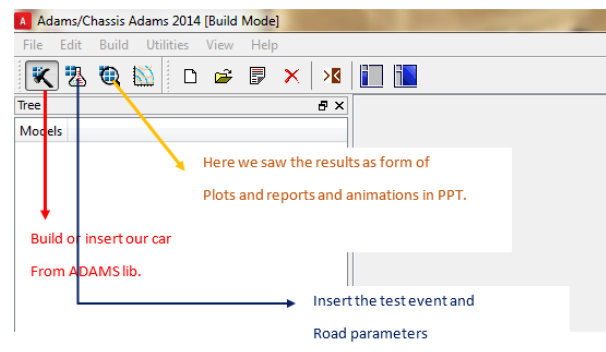 Adams/Chassis Adams 2014 [Build Mode]
File Edit Build Utilities View Help
Tree
Models
Here we saw the results as form of
Plots and reports and animations in PPT.
Build or insert our car
From ADAMS lib.
Insert the test event and
Road parameters